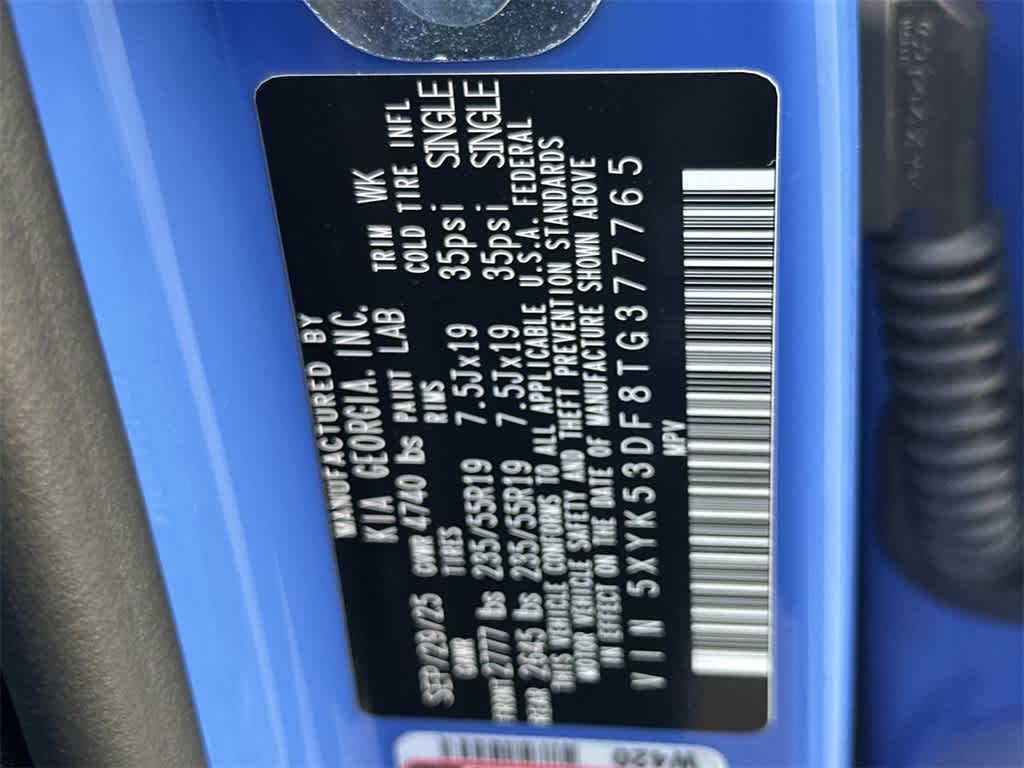 MANUFACTURED BY
KIA GEORGIA. INC.
SEP/29/25 GVWR 4740 lbs PAINT LAB TRIM WK
GAWR TIRES RIMS COLD TIRE INFL
FRONT 2777 lbs 235/55R19 7.5Jx19 35psi SINGLE
REAR 2645 lbs 235/55R19 7.5Jx19 35psi SINGLE
THIS VEHICLE CONFORMS TO ALL APPLICABLE U.S.A. FEDERAL
MOTOR VEHICLE SAFETY AND THEFT PREVENTION STANDARDS
IN EFFECT ON THE DATE OF MANUFACTURE SHOWN ABOVE
VIN 5XYK53DF8TG377765
MPV
W420